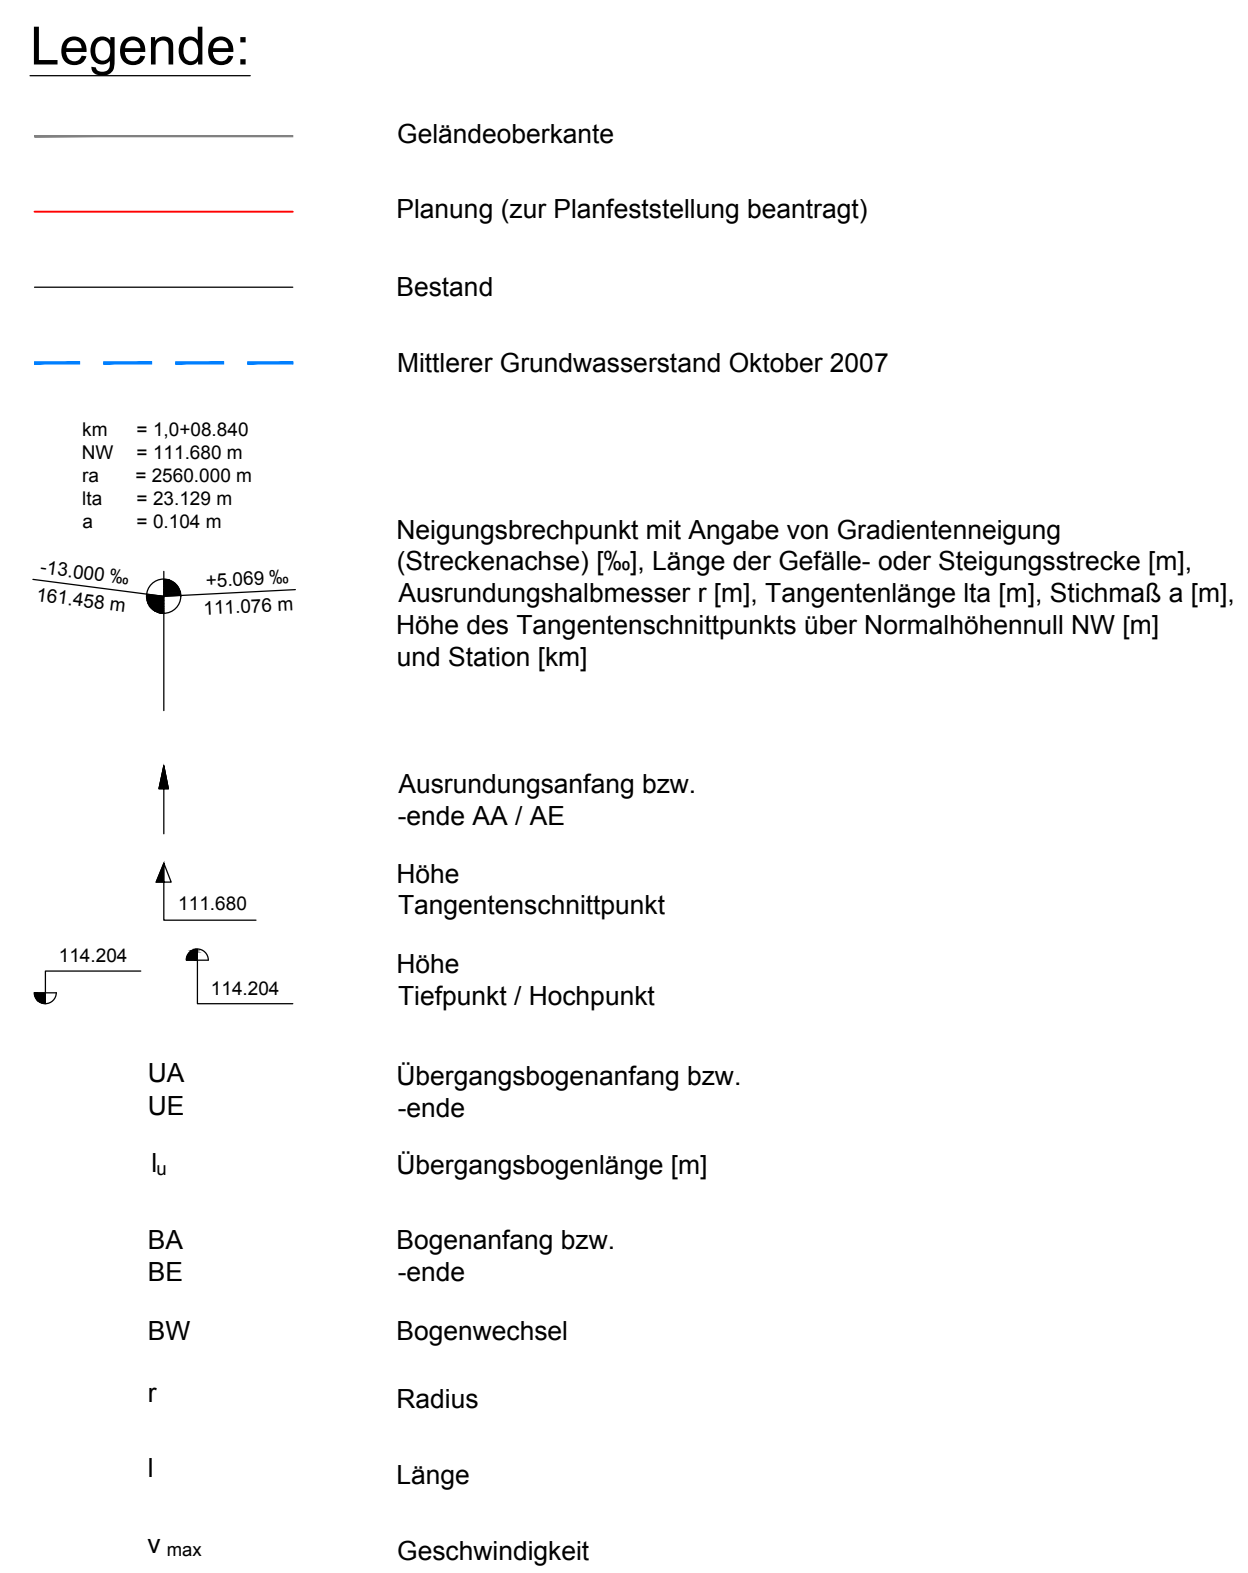 Legende:
Geländeoberkante
Planung (zur Planfeststellung beantragt)
Bestand
Mittlerer Grundwasserstand Oktober 2007
km = 1,0+08.840
NW = 111.680 m
ra = 2560.000 m
lta = 23.129 m
a = 0.104 m
-13.000 ‰
161.458 m
+5.069 ‰
111.076 m
Neigungsbrechpunkt mit Angabe von Gradientenneigung
(Streckenachse) [‰], Länge der Gefälle- oder Steigungsstrecke [m],
Ausrundungshalbmesser r [m], Tangentenlänge lta [m], Stichmaß a [m],
Höhe des Tangentenschnittpunkts über Normalhöhennull NW [m]
und Station [km]
Ausrundungsanfang bzw.
-ende AA / AE
111.680
Höhe
Tangentenschnittpunkt
114.204
114.204
Höhe
Tiefpunkt / Hochpunkt
UA Übergangsbogenanfang bzw.
UE -ende
lu Übergangsbogenlänge [m]
BA Bogenanfang bzw.
BE -ende
BW Bogenwechsel
r Radius
l Länge
v max Geschwindigkeit